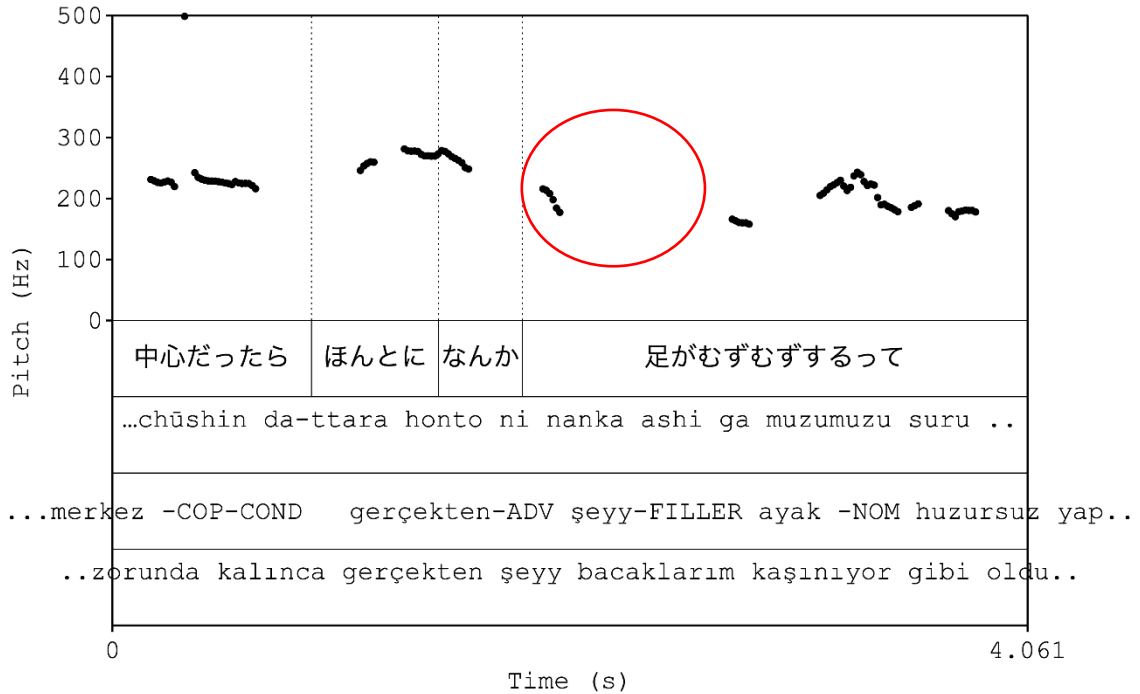 500
400
300
200
100
0
Pitch (Hz)
中心だったら ほんとに なんか 足がむずむずするって
…chūshin da-ttara honto ni nanka ashi ga muzumuzu suru ..
...merkez -COP-COND gerçekten-ADV şeyy-FILLER ayak -NOM huzursuz yap..
..zorunda kalınca gerçekten şeyy bacaklarım kaşınıyor gibi oldu..
0 4.061
Time (s)